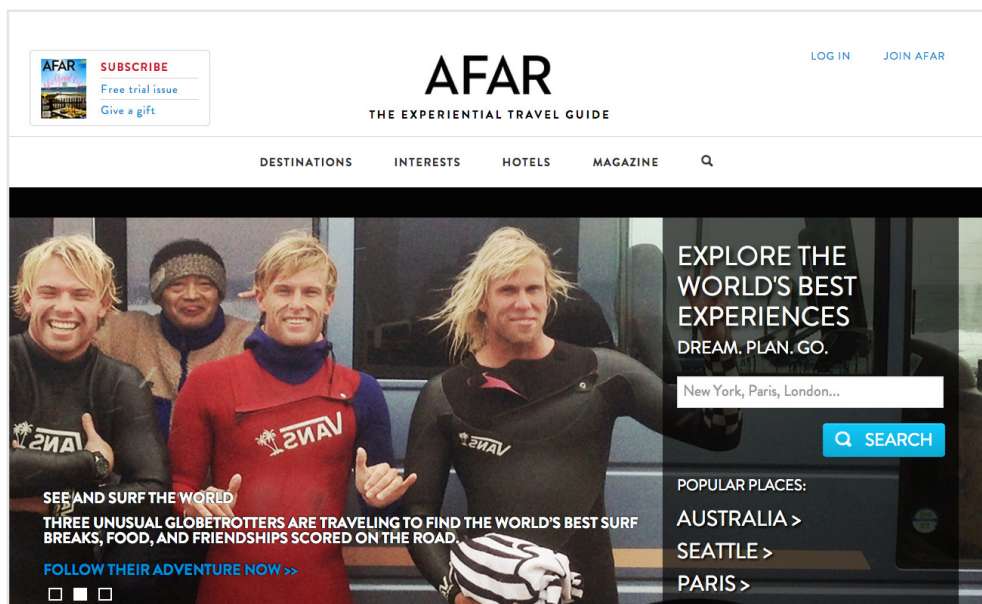 AFAR
SUBSCRIBE
Free trial issue
Give a gift
AFAR
THE EXPERIENTIAL TRAVEL GUIDE
LOG IN
JOIN AFAR
DESTINATIONS
INTERESTS
HOTELS
MAGAZINE
VANS
VANS
VANS
SEE AND SURF THE WORLD
THREE UNUSUAL GLOBETROTTERS ARE TRAVELING TO FIND THE WORLD'S BEST SURF
BREAKS, FOOD, AND FRIENDSHIPS SCORED ON THE ROAD.
FOLLOW THEIR ADVENTURE NOW >>
EXPLORE THE
WORLD'S BEST
EXPERIENCES
DREAM. PLAN. GO.
New York, Paris, London...
SEARCH
POPULAR PLACES:
AUSTRALIA >
SEATTLE >
PARIS >